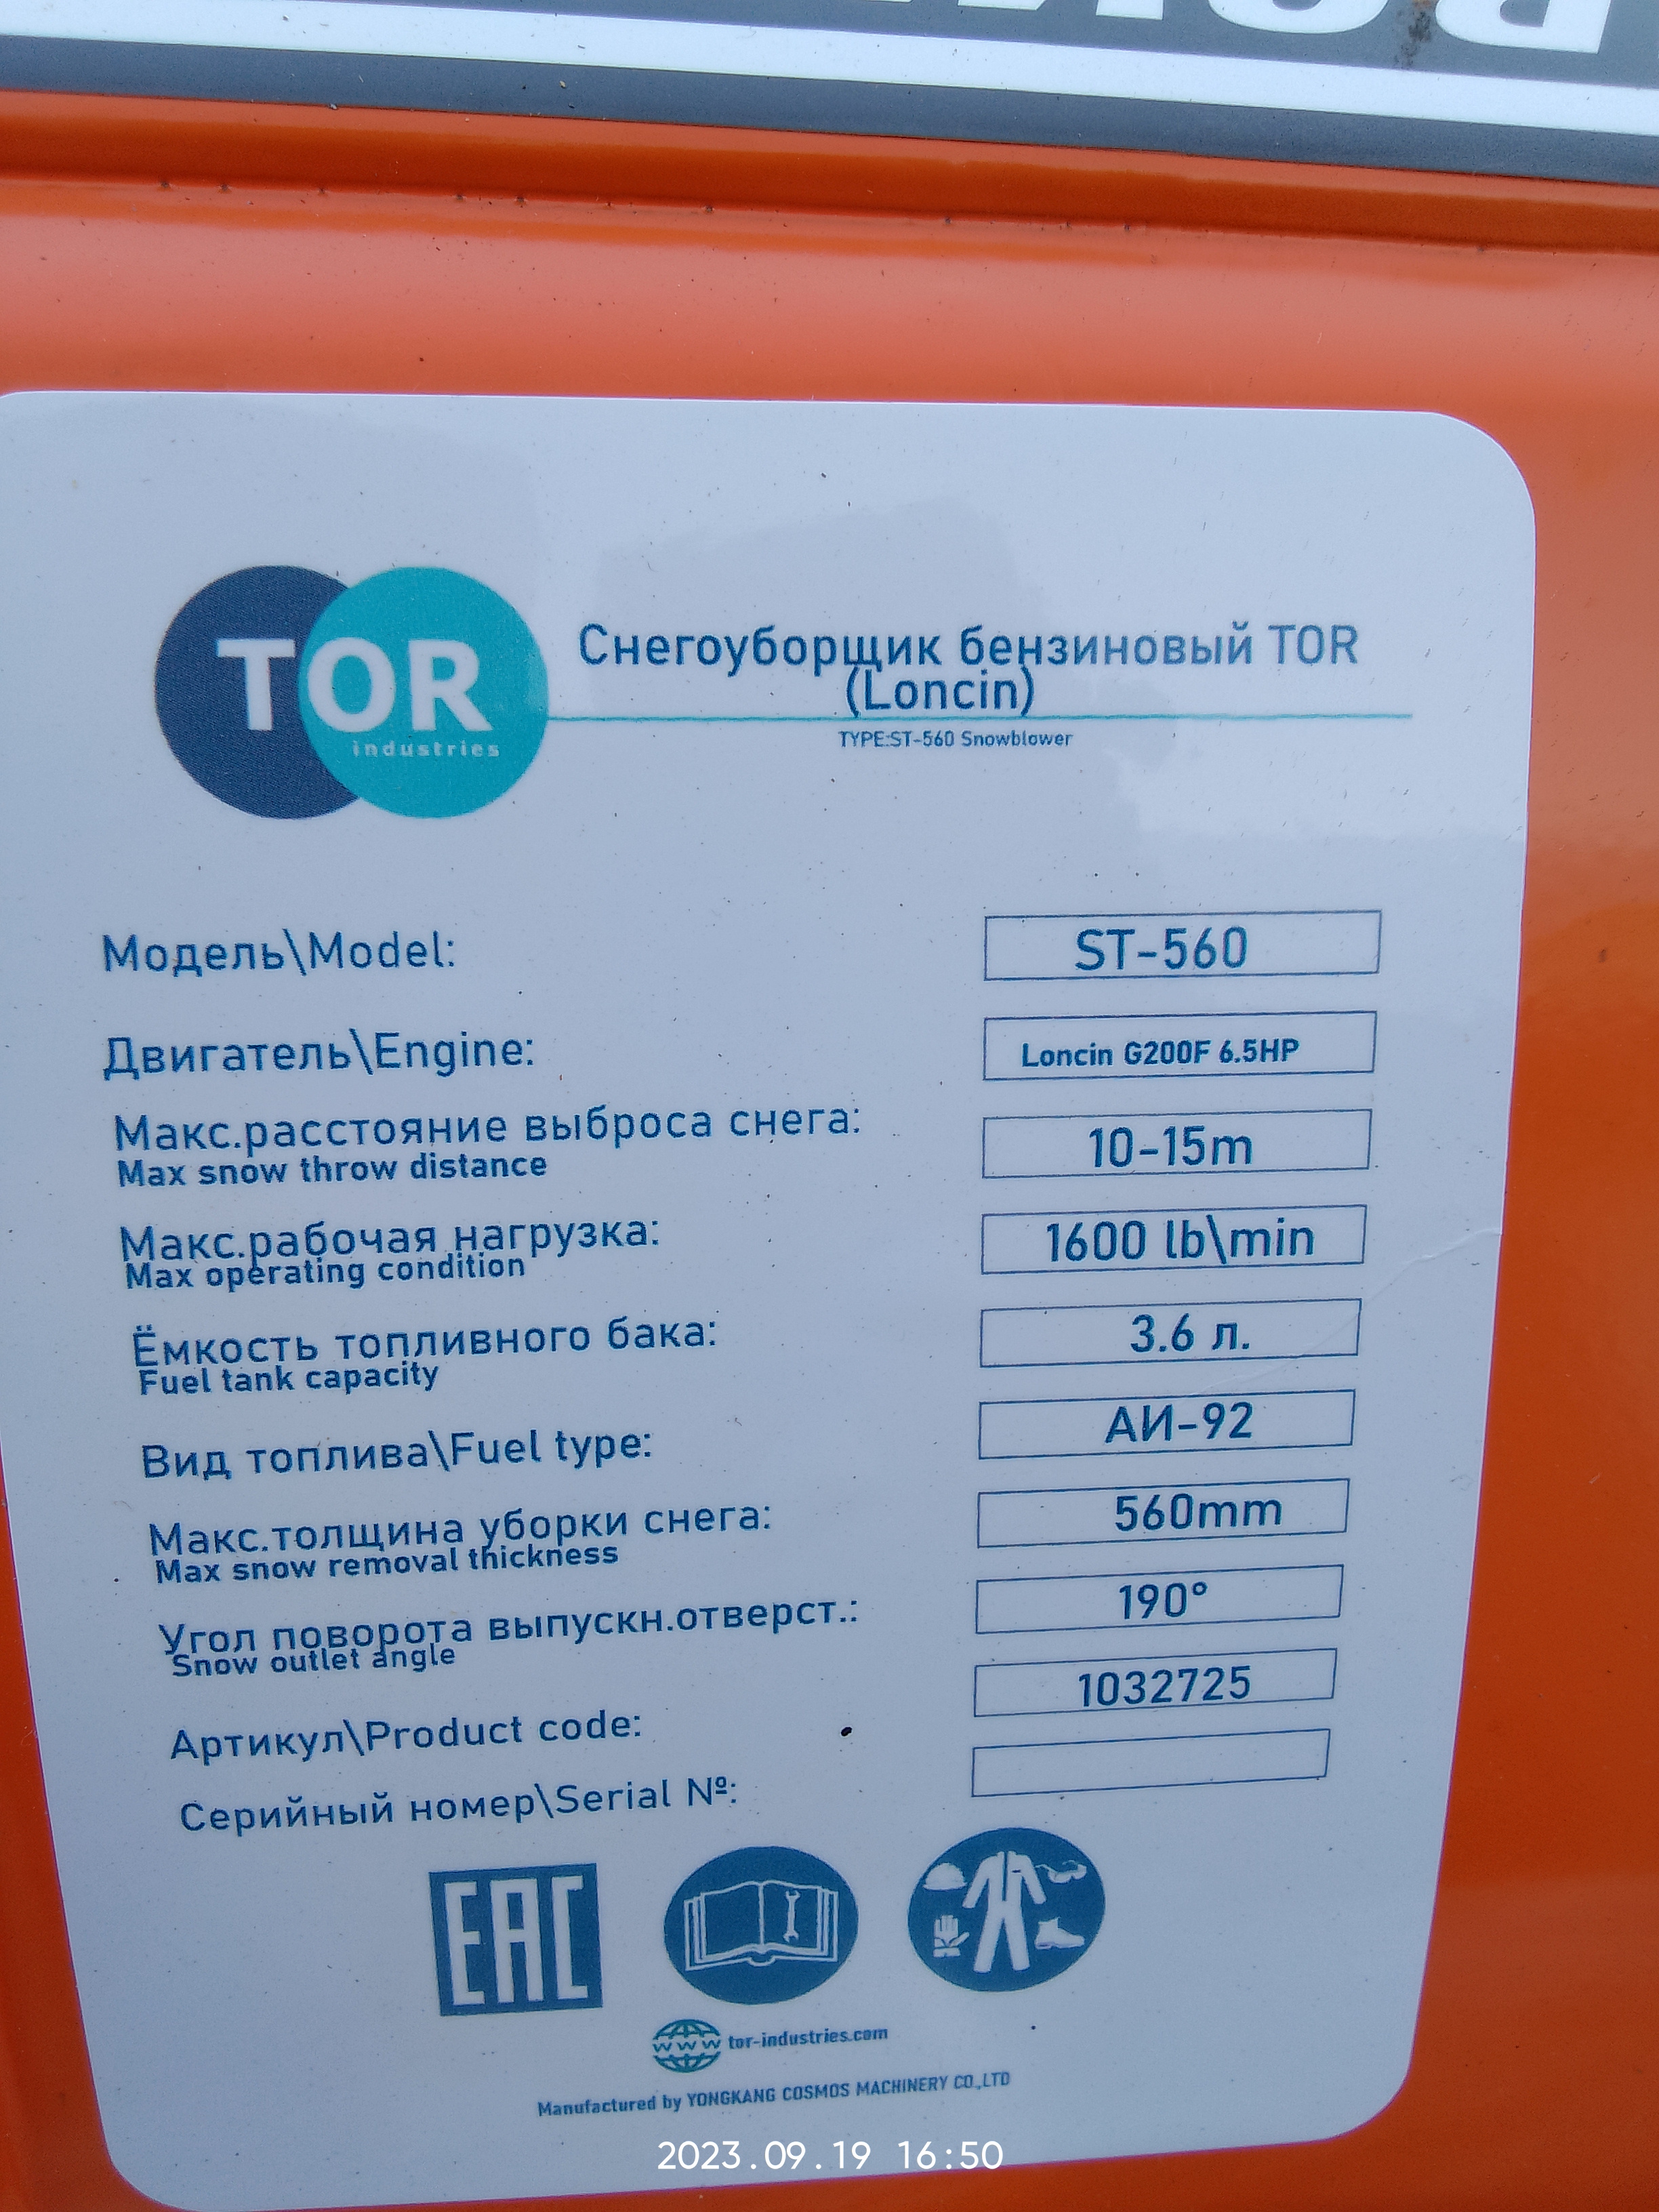 TOR
industries
Снегоуборщик бензиновый TOR
(Loncin)
TYPE:ST-560 Snowblower
Модель\Model:
ST-560
Двигатель\Engine:
Loncin G200F 6.5HP
Макс.расстояние выброса снега:
Max snow throw distance
10-15m
Макс.рабочая нагрузка:
Max operating condition
1600 lb\min
Ёмкость топливного бака:
Fuel tank capacity
3.6 л.
Вид топлива\Fuel type:
АИ-92
Макс.толщина уборки снега:
Max snow removal thickness
560mm
Угол поворота выпускн.отверст.:
Snow outlet angle
190°
Артикул\Product code:
1032725
Серийный номер\Serial Nº:
EAC
www tor-industries.com
Manufactured by YONGKANG COSMOS MACHINERY CO.,LTD
2023.09.19 16:50